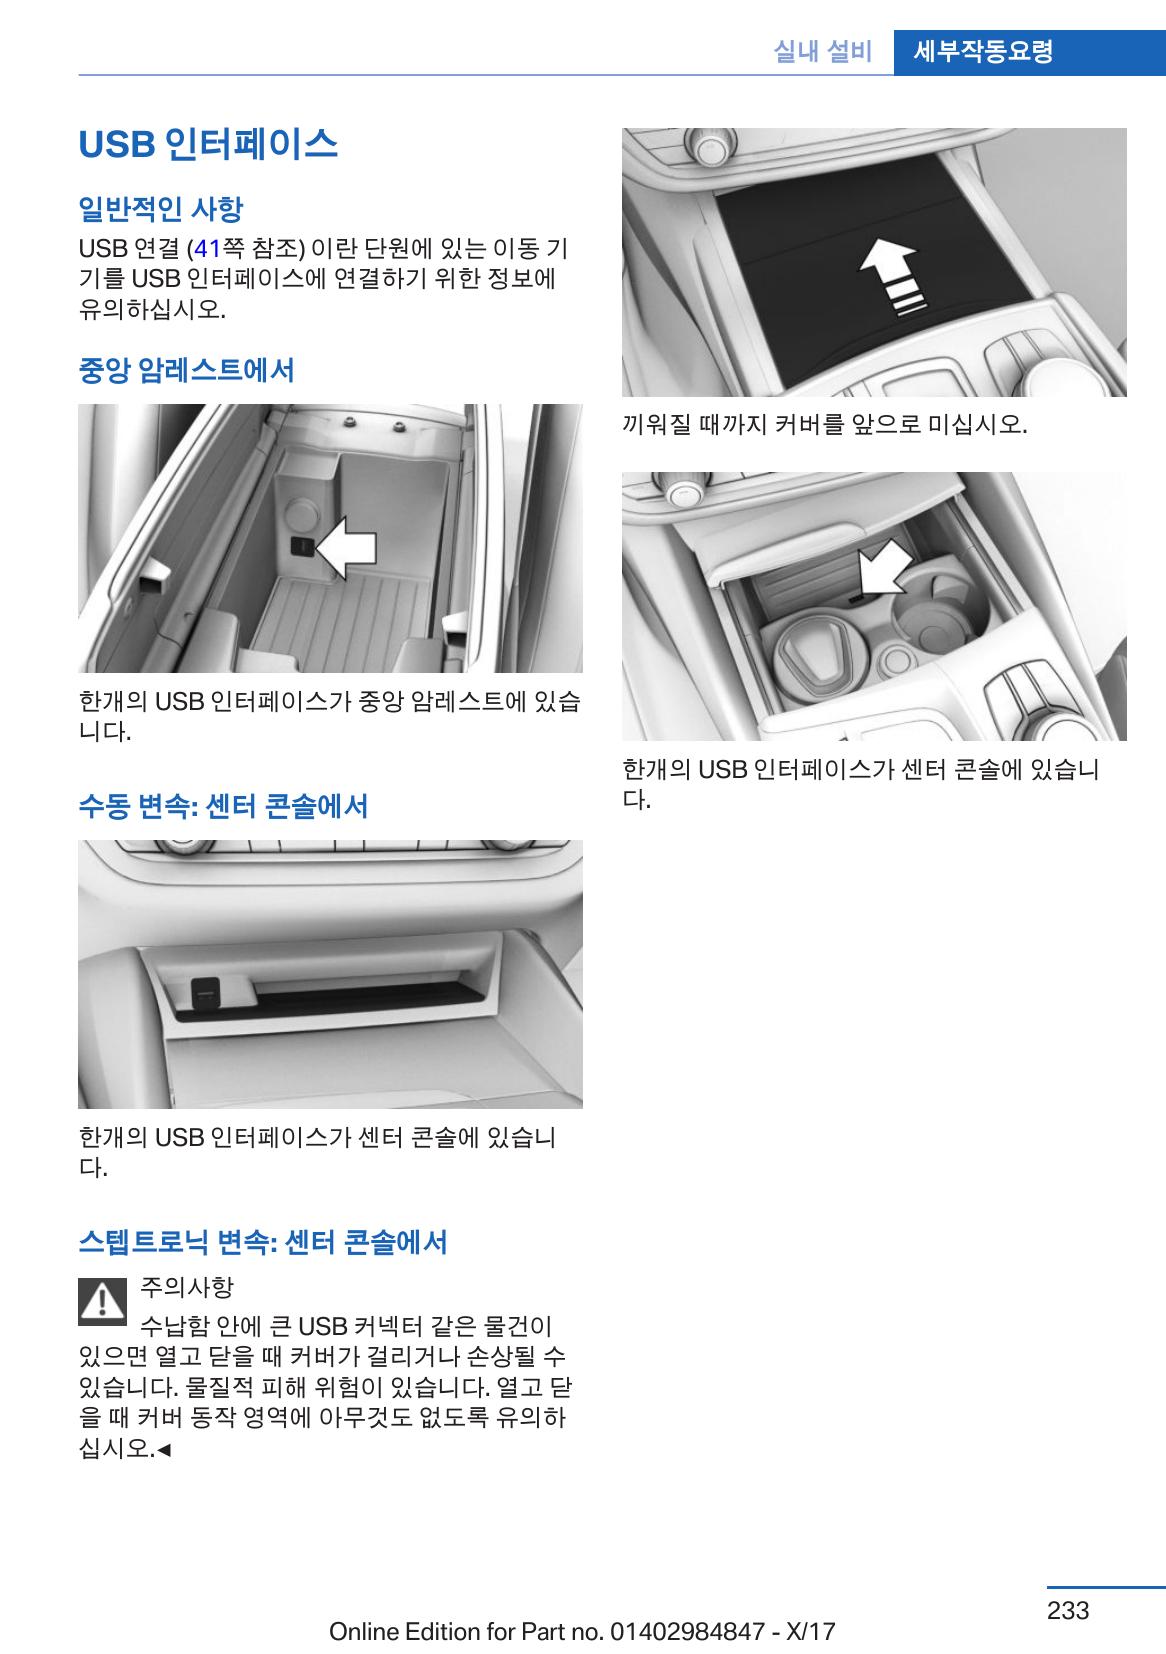 실내 설비
세부작동요령
USB 인터페이스
일반적인 사항
USB 연결 (41쪽 참조) 이란 단원에 있는 이동 기
기를 USB 인터페이스에 연결하기 위한 정보에
유의하십시오.
중앙 암레스트에서
한개의 USB 인터페이스가 중앙 암레스트에 있습
니다.
수동 변속: 센터 콘솔에서
한개의 USB 인터페이스가 센터 콘솔에 있습니
다.
스텝트로닉 변속: 센터 콘솔에서
주의사항
수납함 안에 큰 USB 커넥터 같은 물건이
있으면 열고 닫을 때 커버가 걸리거나 손상될 수
있습니다. 물질적 피해 위험이 있습니다. 열고 닫
을 때 커버 동작 영역에 아무것도 없도록 유의하
십시오.◄
끼워질 때까지 커버를 앞으로 미십시오.
한개의 USB 인터페이스가 센터 콘솔에 있습니
다.
233
Online Edition for Part no. 01402984847 - X/17